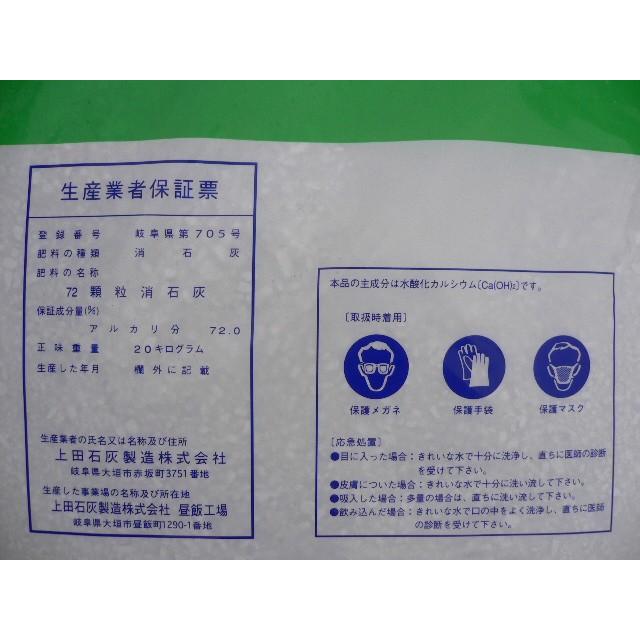 生産業者保証票
登録番号 岐阜県第705号
肥料の種類 消石灰
肥料の名称
72 顆粒消石灰
保証成分量(%)
アルカリ分 72.0
正味重量 20キログラム
生産した年月 欄外に記載
生産業者の氏名又は名称及び住所
上田石灰製造株式会社
岐阜県大垣市赤坂町3751番地
生産した事業場の名称及び所在地
上田石灰製造株式会社 昼飯工場
岐阜県大垣市昼飯町1290-1番地
本品の主成分は水酸化カルシウム〔Ca(OH)₂〕です。
〔取扱時着用〕
保護メガネ 保護手袋 保護マスク
〔応急処置〕
●目に入った場合：きれいな水で十分に洗浄し、直ちに医師の診断
を受けて下さい。
●皮膚についた場合：きれいな水で十分に洗い流して下さい。
●吸入した場合：多量の場合は、直ちに洗い流して下さい。
●飲み込んだ場合：きれいな水で口の中をよく洗浄し、直ちに医師
の診断を受けて下さい。